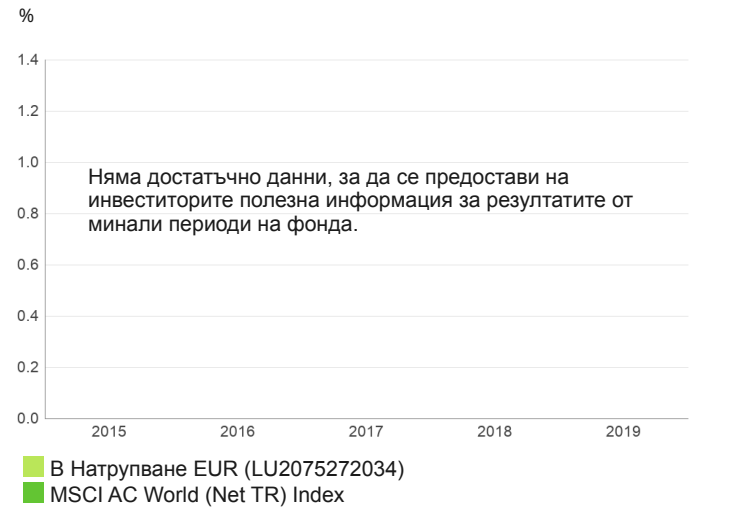 %
1.4
1.2
1.0
Няма достатъчно данни, за да се предостави на
инвеститорите полезна информация за резултатите от
0.8
минали периоди на фонда.
0.6
0.4
0.2
0.0
2015 2016 2017 2018 2019
В Натрупване EUR (LU2075272034)
MSCI AC World (Net TR) Index